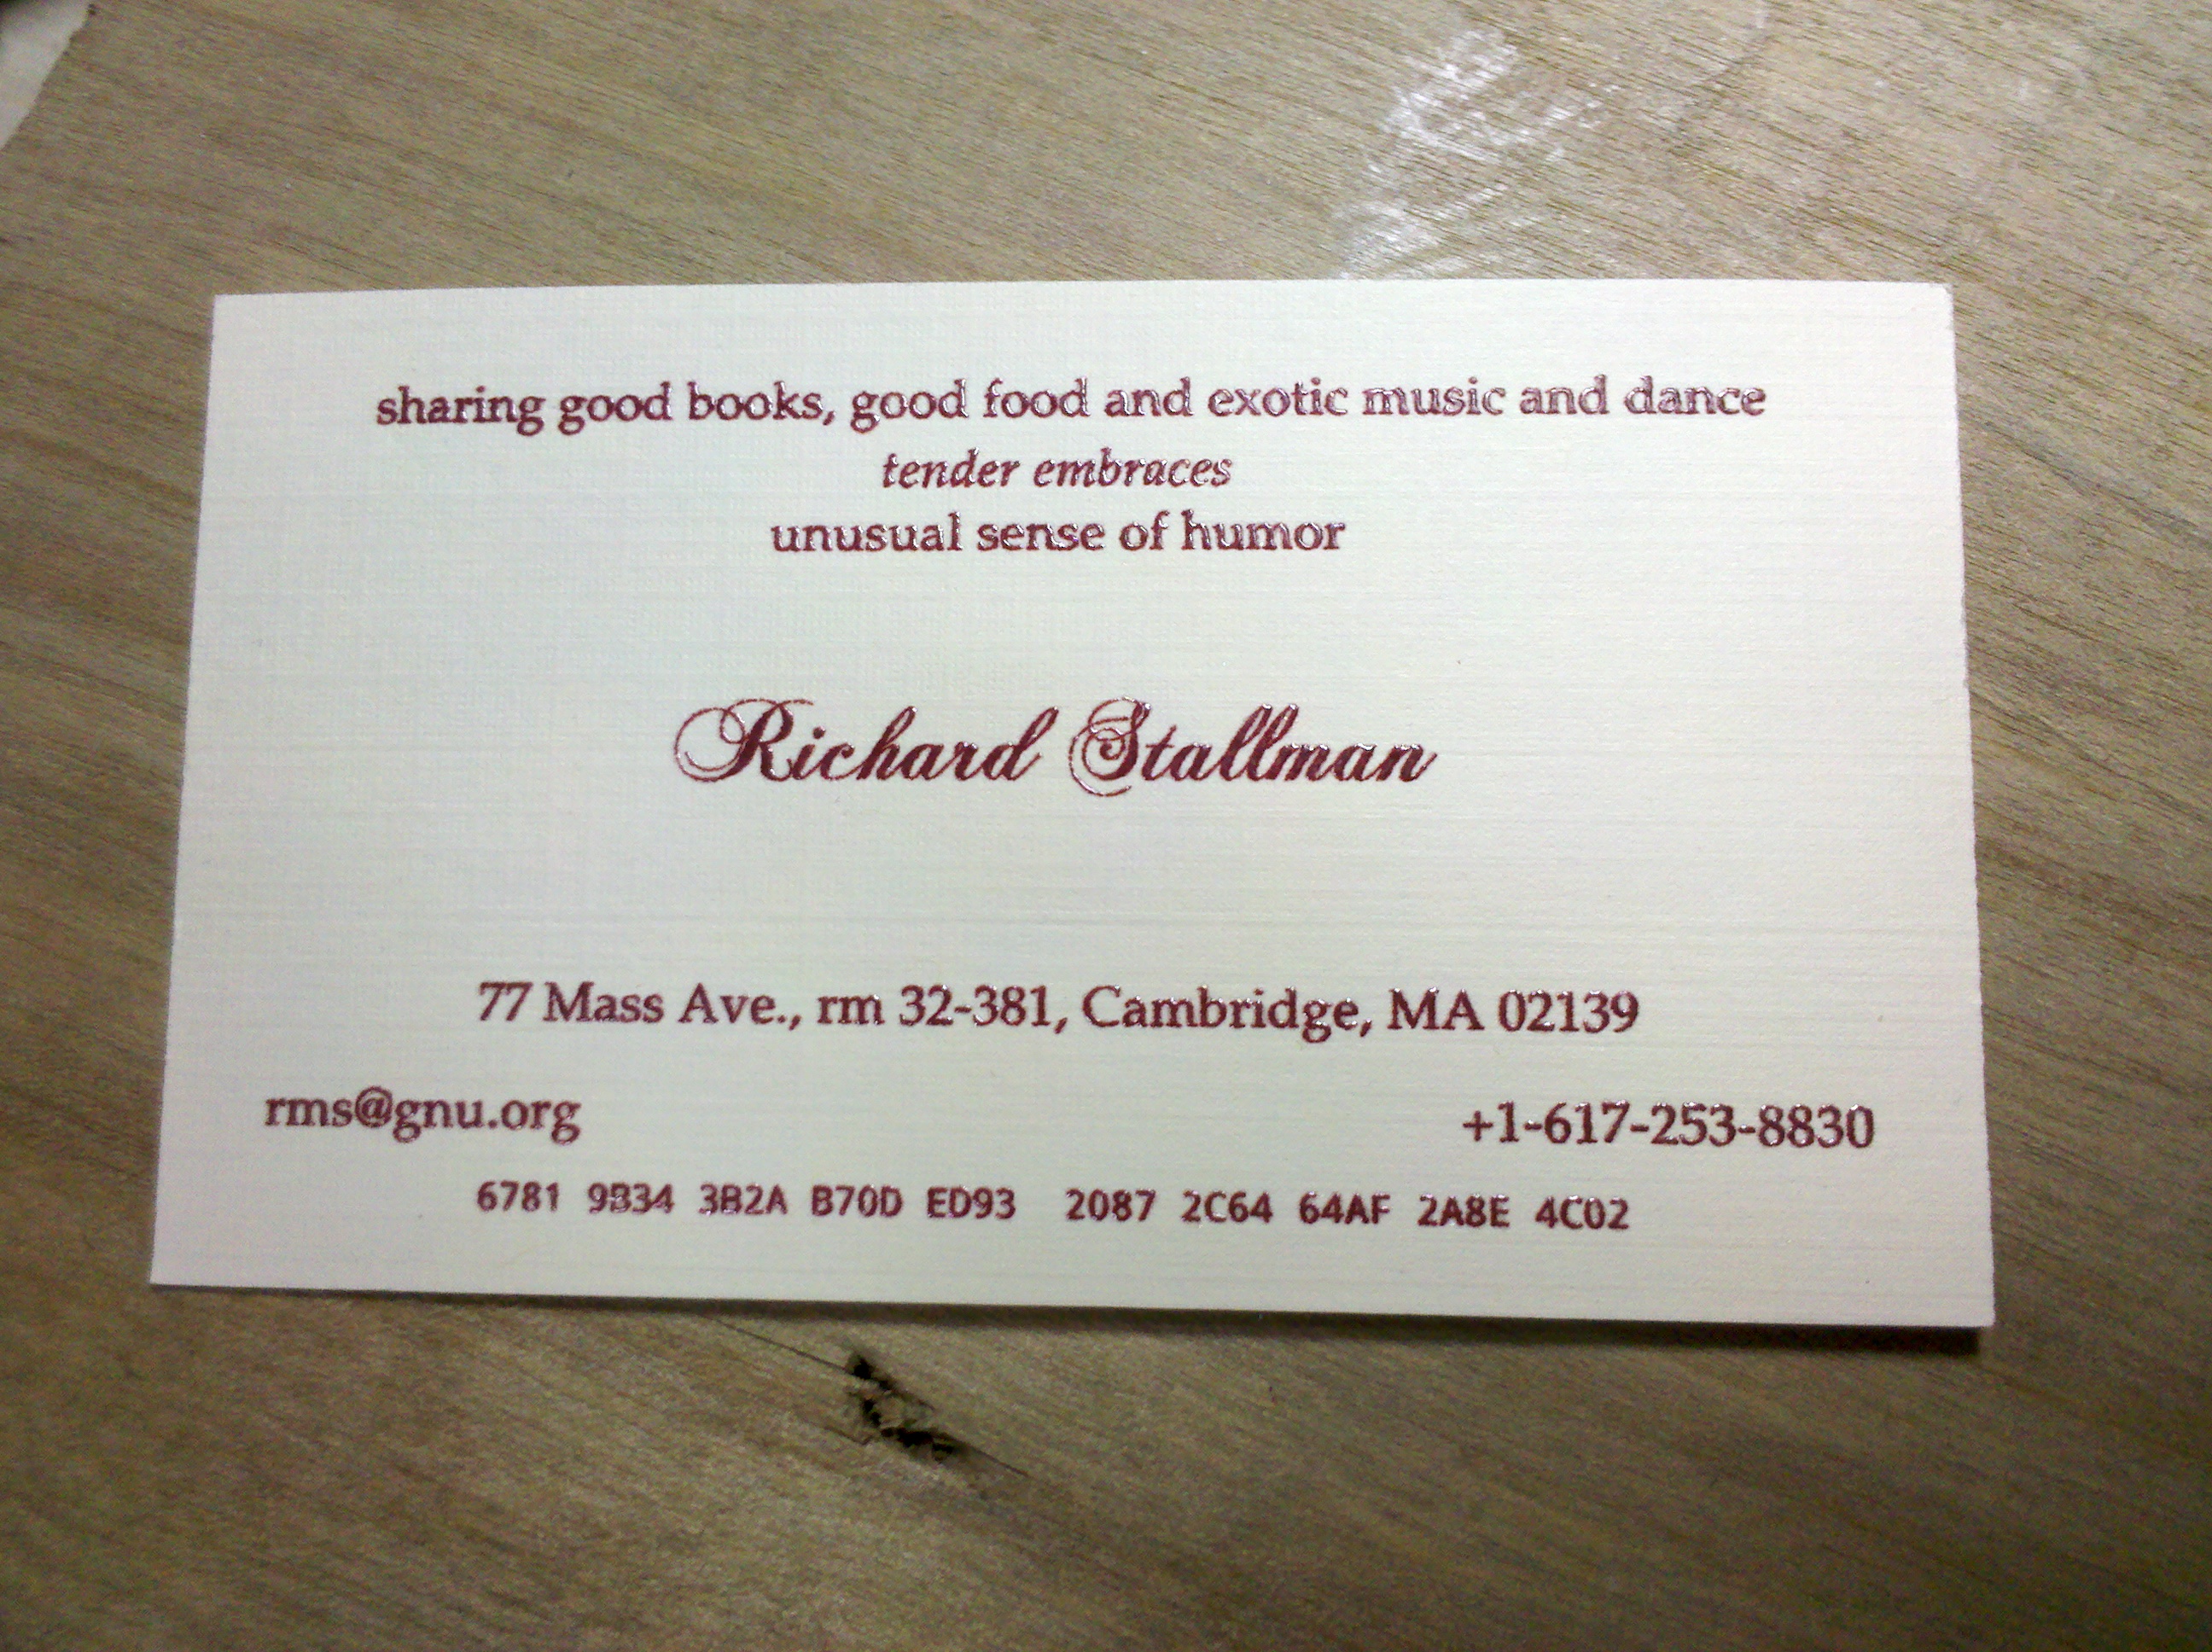 sharing good books, good food and exotic music and dance
tender embraces
unusual sense of humor
Richard Stallman
77 Mass Ave., rm 32-381, Cambridge, MA 02139
rms@gnu.org +1-617-253-8830
6781 9B34 3B2A B70D ED93 2087 2C64 64AF 2A8E 4C02